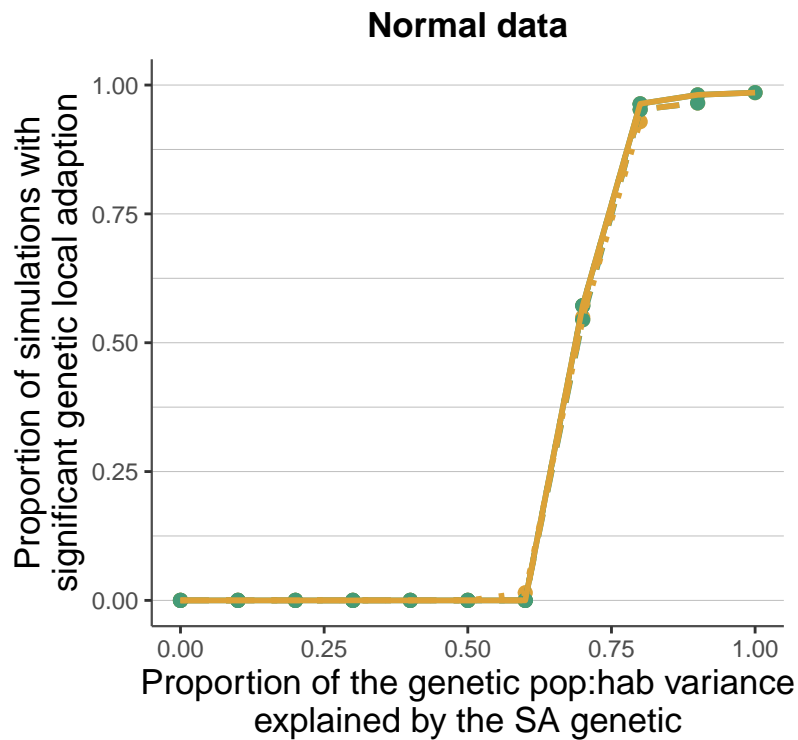 Normal data
Proportion of simulations with
significant genetic local adaption
1.00
0.75
0.50
0.25
0.00
0.00 0.25 0.50 0.75 1.00
Proportion of the genetic pop:hab variance
explained by the SA genetic